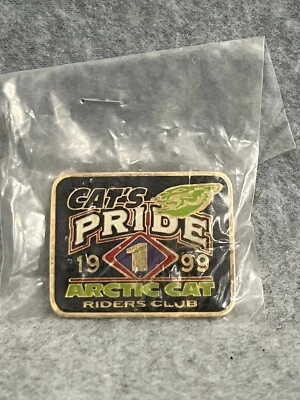 CAT'S
PRIDE
19 1 99
ARCTIC CAT
RIDERS CLUB